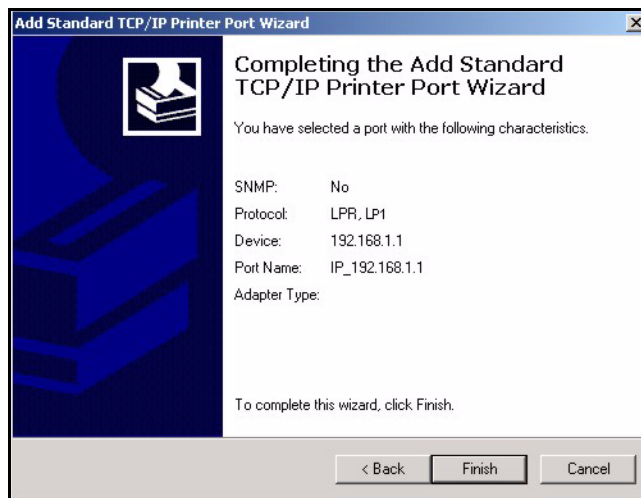 Add Standard TCP/IP Printer Port Wizard
Completing the Add Standard
TCP/IP Printer Port Wizard
You have selected a port with the following characteristics.
SNMP: No
Protocol: LPR, LP1
Device: 192.168.1.1
Port Name: IP_192.168.1.1
Adapter Type:
To complete this wizard, click Finish.
< Back Finish Cancel